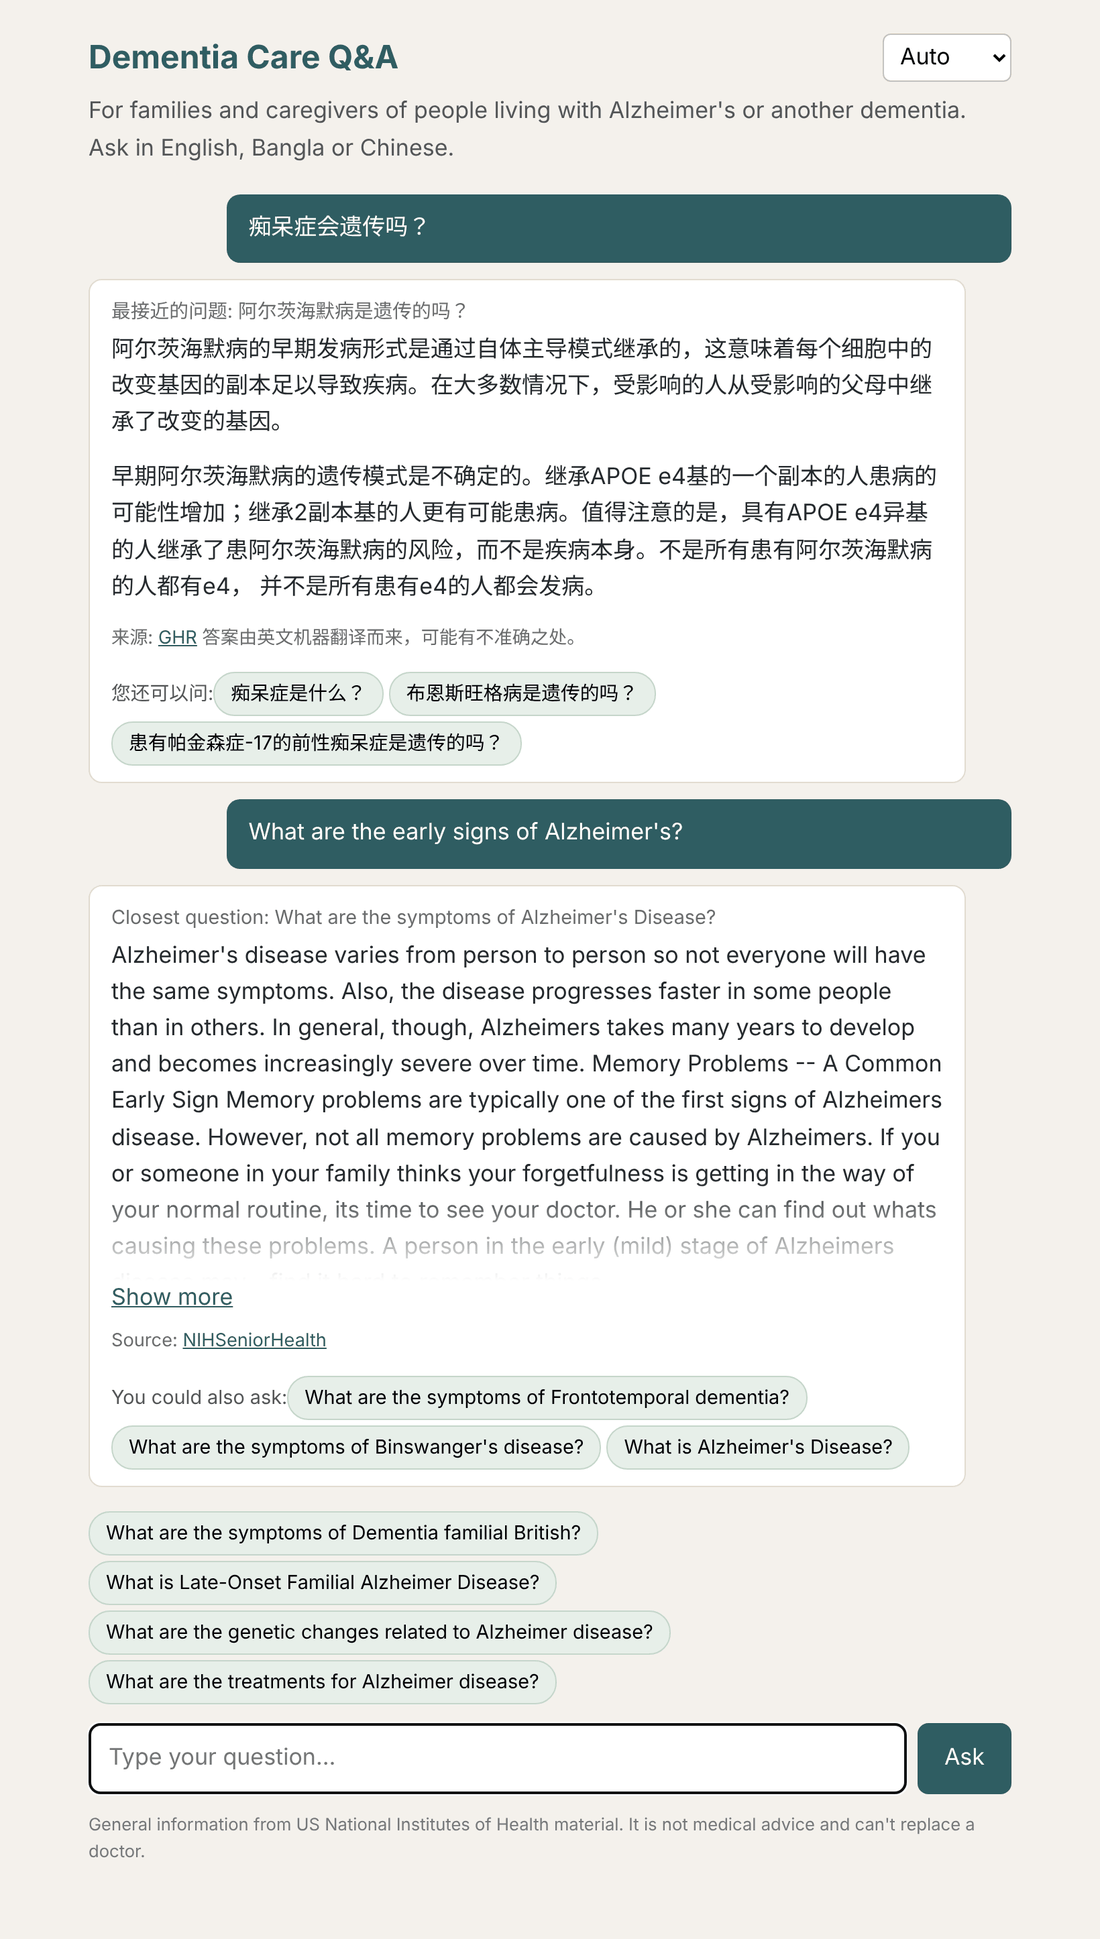 Dementia Care Q&A
Auto
For families and caregivers of people living with Alzheimer's or another dementia.
Ask in English, Bangla or Chinese.
痴呆症会遗传吗？
最接近的问题: 阿尔茨海默病是遗传的吗？
阿尔茨海默病的早期发病形式是通过自体主导模式继承的，这意味着每个细胞中的
改变基因的副本足以导致疾病。在大多数情况下，受影响的人从受影响的父母中继
承了改变的基因。
早期阿尔茨海默病的遗传模式是不确定的。继承APOE e4基的一个副本的人患病的
可能性增加；继承2副本基的人更有可能患病。值得注意的是，具有APOE e4异基
的人继承了患阿尔茨海默病的风险，而不是疾病本身。不是所有患有阿尔茨海默病
的人都有e4， 并不是所有患有e4的人都会发病。
来源: GHR 答案由英文机器翻译而来，可能有不准确之处。
您还可以问: 痴呆症是什么？ 布恩斯旺格病是遗传的吗？
患有帕金森症-17的前性痴呆症是遗传的吗？
What are the early signs of Alzheimer's?
Closest question: What are the symptoms of Alzheimer's Disease?
Alzheimer's disease varies from person to person so not everyone will have
the same symptoms. Also, the disease progresses faster in some people
than in others. In general, though, Alzheimers takes many years to develop
and becomes increasingly severe over time. Memory Problems -- A Common
Early Sign Memory problems are typically one of the first signs of Alzheimers
disease. However, not all memory problems are caused by Alzheimers. If you
or someone in your family thinks your forgetfulness is getting in the way of
your normal routine, its time to see your doctor. He or she can find out whats
causing these problems. A person in the early (mild) stage of Alzheimers
Show more
Source: NIHSeniorHealth
You could also ask: What are the symptoms of Frontotemporal dementia?
What are the symptoms of Binswanger's disease? What is Alzheimer's Disease?
What are the symptoms of Dementia familial British?
What is Late-Onset Familial Alzheimer Disease?
What are the genetic changes related to Alzheimer disease?
What are the treatments for Alzheimer disease?
Type your question...
Ask
General information from US National Institutes of Health material. It is not medical advice and can't replace a
doctor.